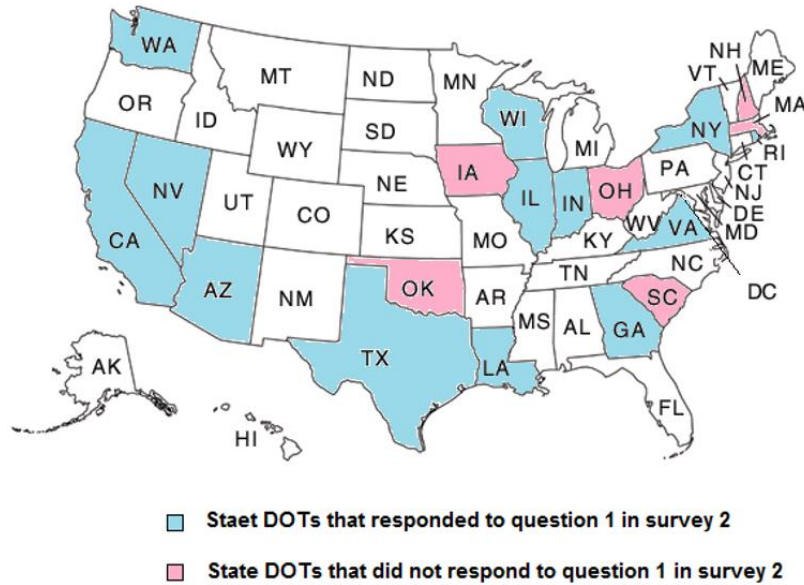 WA
MT
ND
MN
VT
NH
ME
OR
ID
SD
WI
NY
MA
WY
MI
RI
IA
PA
CT
NV
NE
IL
IN
OH
NJ
UT
CO
DE
CA
KS
MO
WV
VA
MD
KY
NC
DC
AZ
NM
OK
AR
TN
SC
MS
AL
GA
TX
LA
AK
FL
HI
Staet DOTs that responded to question 1 in survey 2
State DOTs that did not respond to question 1 in survey 2